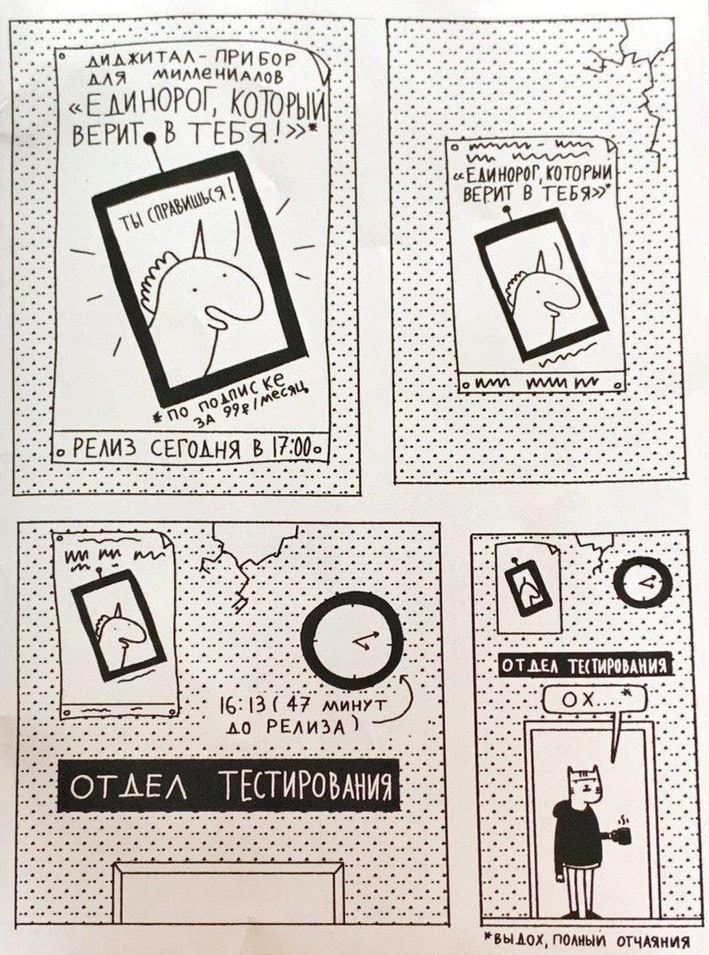 ДИДЖИТАЛ-ПРИБОР
ДЛЯ МИЛЛЕНИАЛОВ
«ЕДИНОРОГ, КОТОРЫЙ
ВЕРИТ В ТЕБЯ!»*
ТЫ СПРАВИШЬСЯ!
*ПО ПОДПИСКЕ
ЗА 99₽/МЕСЯЦ
РЕЛИЗ СЕГОДНЯ В 17:00
«ЕДИНОРОГ, КОТОРЫЙ
ВЕРИТ В ТЕБЯ»*
16:13 (47 МИНУТ
ДО РЕЛИЗА)
ОТДЕЛ ТЕСТИРОВАНИЯ
ОТДЕЛ ТЕСТИРОВАНИЯ
ОХ...*
*ВЫДОХ, ПОЛНЫЙ ОТЧАЯНИЯ